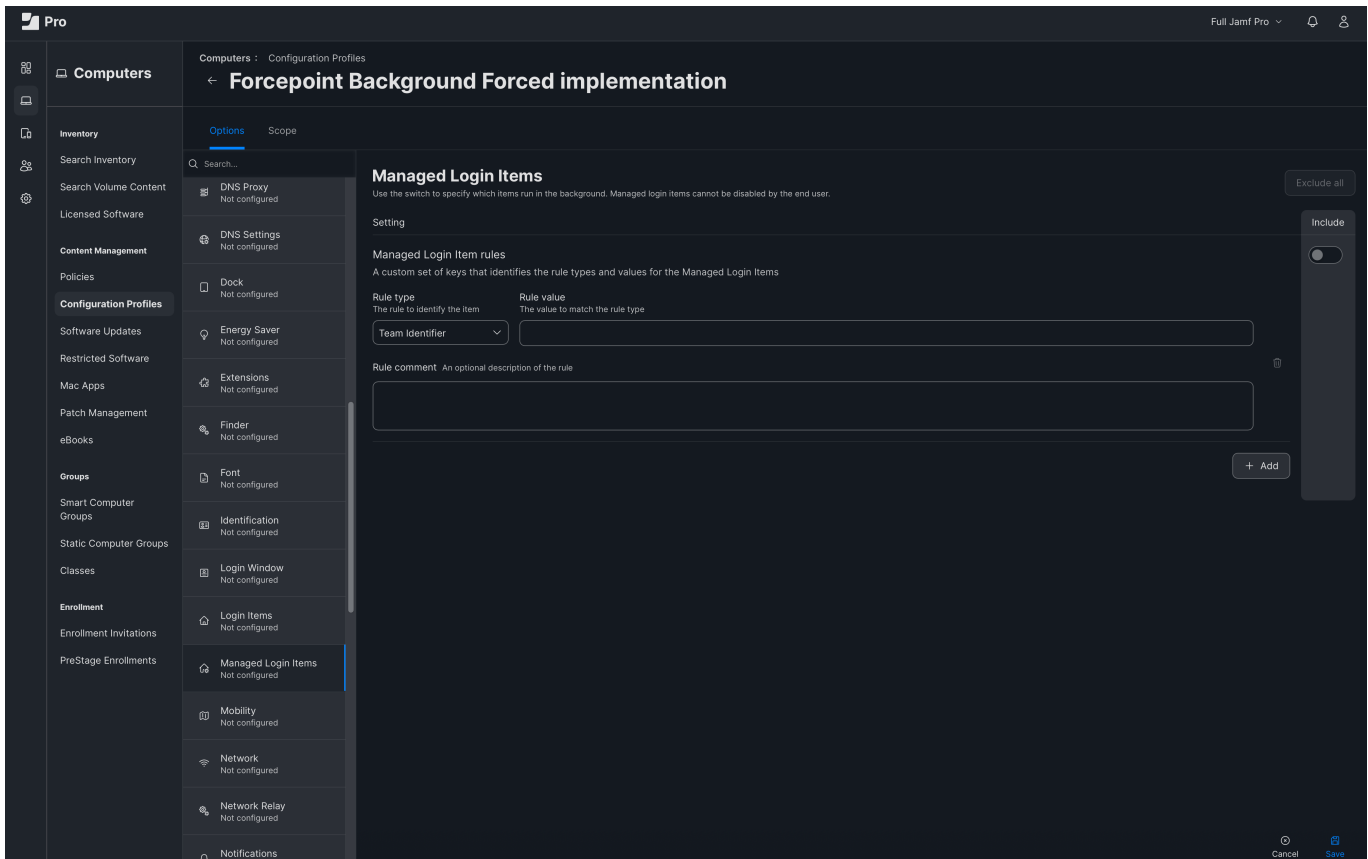 Pro
Full Jamf Pro
Computers
Inventory
Search Inventory
Search Volume Content
Licensed Software
Content Management
Policies
Configuration Profiles
Software Updates
Restricted Software
Mac Apps
Patch Management
eBooks
Groups
Smart Computer
Groups
Static Computer Groups
Classes
Enrollment
Enrollment Invitations
PreStage Enrollments
Computers : Configuration Profiles
Forcepoint Background Forced implementation
Options Scope
Search...
DNS Proxy
Not configured
DNS Settings
Not configured
Dock
Not configured
Energy Saver
Not configured
Extensions
Not configured
Finder
Not configured
Font
Not configured
Identification
Not configured
Login Window
Not configured
Login Items
Not configured
Managed Login Items
Not configured
Mobility
Not configured
Network
Not configured
Network Relay
Not configured
Notifications
Managed Login Items
Use the switch to specify which items run in the background. Managed login items cannot be disabled by the end user.
Exclude all
Setting
Include
Managed Login Item rules
A custom set of keys that identifies the rule types and values for the Managed Login Items
Rule type Rule value
The rule to identify the item The value to match the rule type
Team Identifier
Rule comment An optional description of the rule
+ Add
Cancel Save